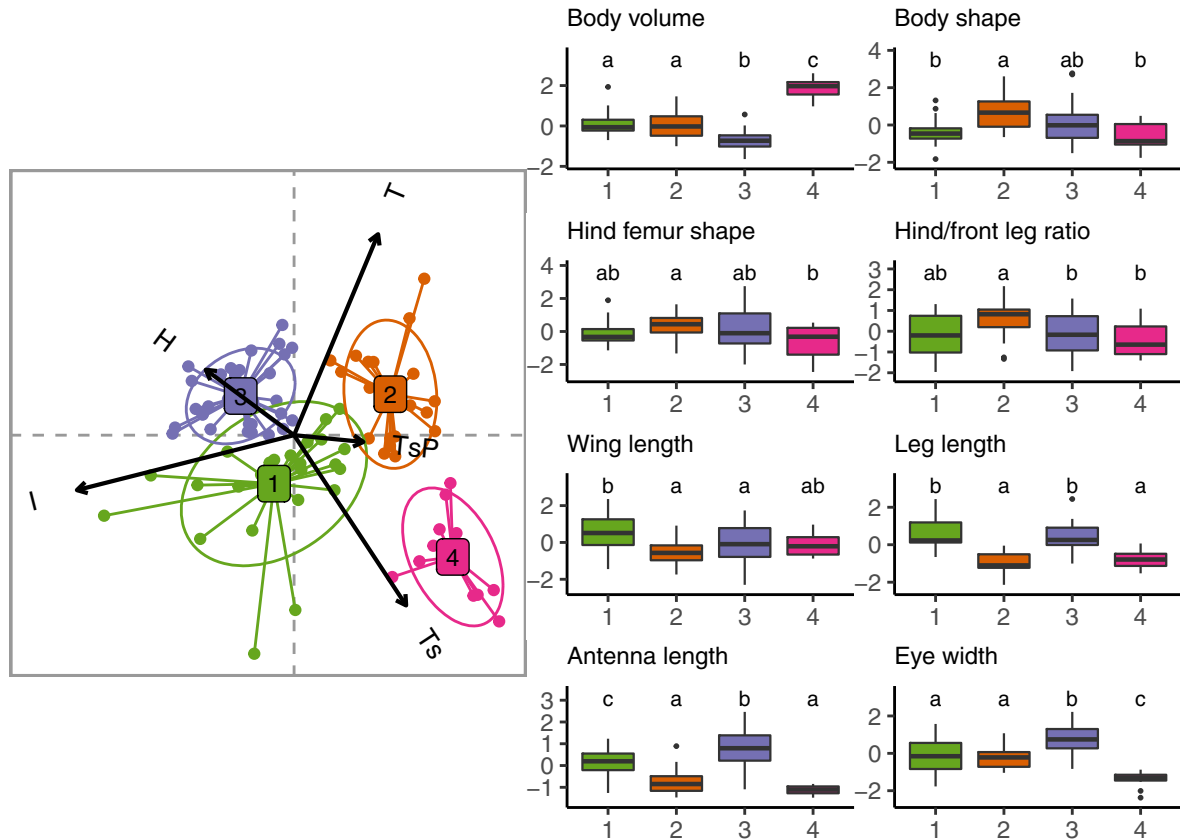 T
H
3
2
TsP
1
I
4
Ts
Body volume
a a b c
2
0
−2
1 2 3 4
Body shape
b a ab b
4
2
0
−2
1 2 3 4
Hind femur shape
ab a ab b
4
2
0
−2
1 2 3 4
Hind/front leg ratio
ab a b b
3
2
1
0
−1
−2
1 2 3 4
Wing length
b a a ab
2
0
−2
1 2 3 4
Leg length
b a b a
2
0
−2
1 2 3 4
Antenna length
c a b a
3
2
1
0
−1
1 2 3 4
Eye width
a a b c
2
0
−2
1 2 3 4